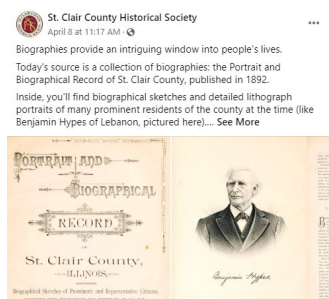 St. Clair County Historical Society
April 8 at 11:17 AM ·
Biographies provide an intriguing window into people's lives.
Today's source is a collection of biographies: the Portrait and
Biographical Record of St. Clair County, published in 1892.
Inside, you'll find biographical sketches and detailed lithograph
portraits of many prominent residents of the county at the time (like
Benjamin Hypes of Lebanon, pictured here).... See More
PORTRAIT AND
BIOGRAPHICAL
RECORD
OF
St. Clair County,
ILLINOIS,
Biographical Sketches of Prominent and Representative Citizens,
Benjamin Hypes